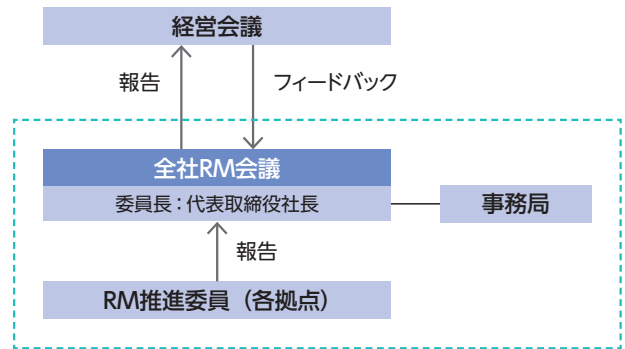 経営会議
報告
フィードバック
全社RM会議
委員長：代表取締役社長
事務局
報告
RM推進委員（各拠点）